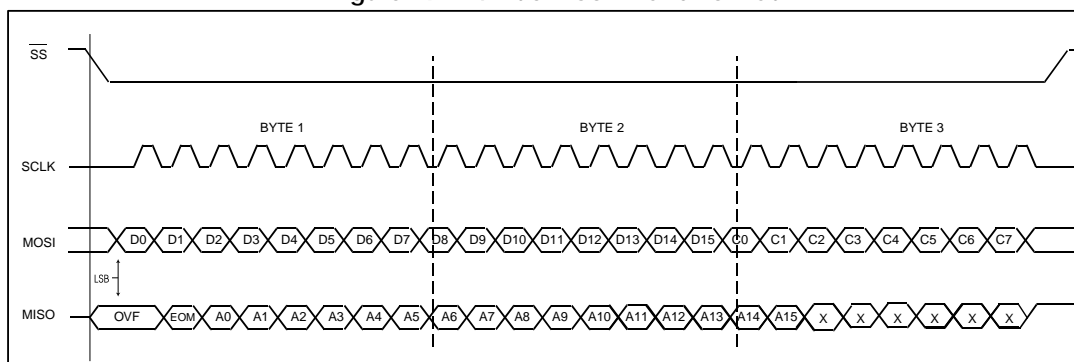 SS
BYTE 1 BYTE 2 BYTE 3
SCLK
MOSI D0 D1 D2 D3 D4 D5 D6 D7 D8 D9 D10 D11 D12 D13 D14 D15 C0 C1 C2 C3 C4 C5 C6 C7
LSB
MISO OVF EOM A0 A1 A2 A3 A4 A5 A6 A7 A8 A9 A10 A11 A12 A13 A14 A15 X X X X X X